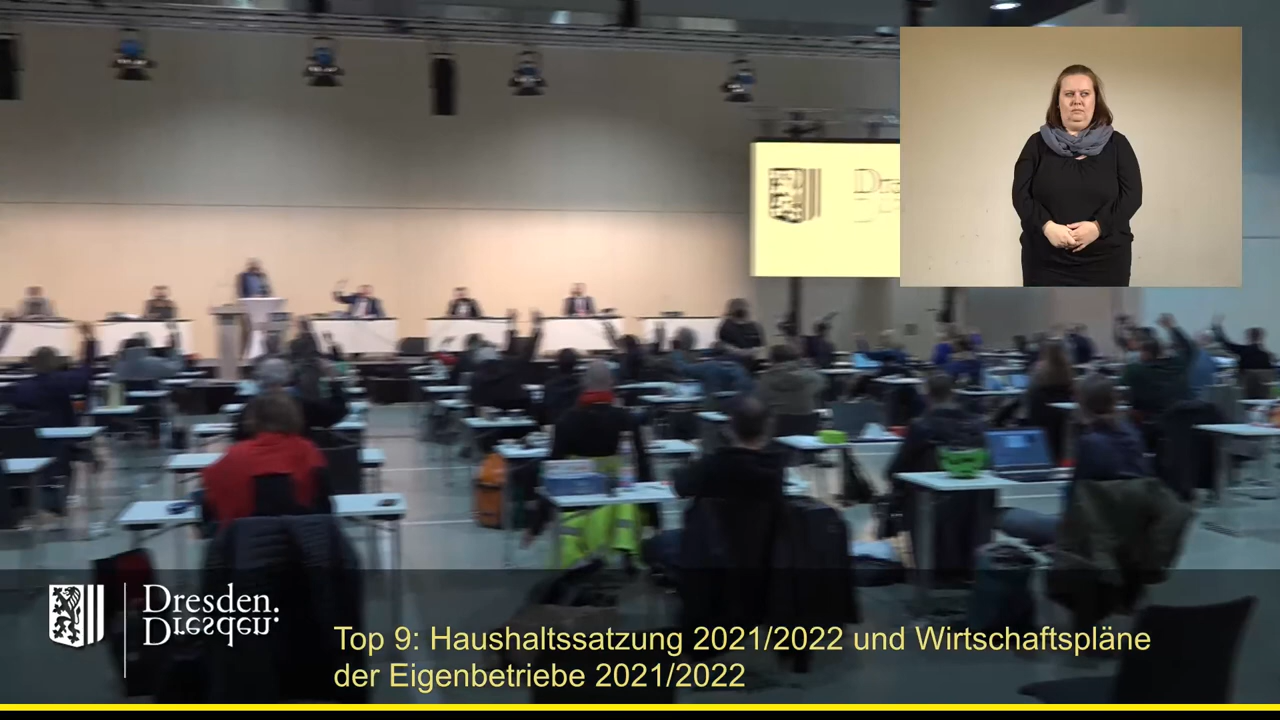 Dresden.
Dresden.
Top 9: Haushaltssatzung 2021/2022 und Wirtschaftspläne
der Eigenbetriebe 2021/2022